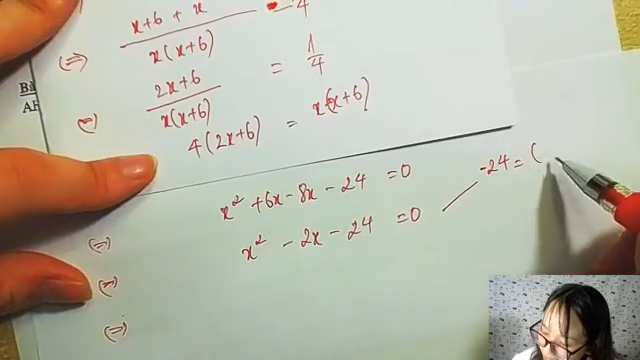 x+6 + x
x(x+6)
4
(=)
2x+6
x(x+6)
=
1
4
(=)
4(2x+6) = x(x+6)
x² + 6x - 8x - 24 = 0
(=)
x² - 2x - 24 = 0
-24 = (
(=)
(=)